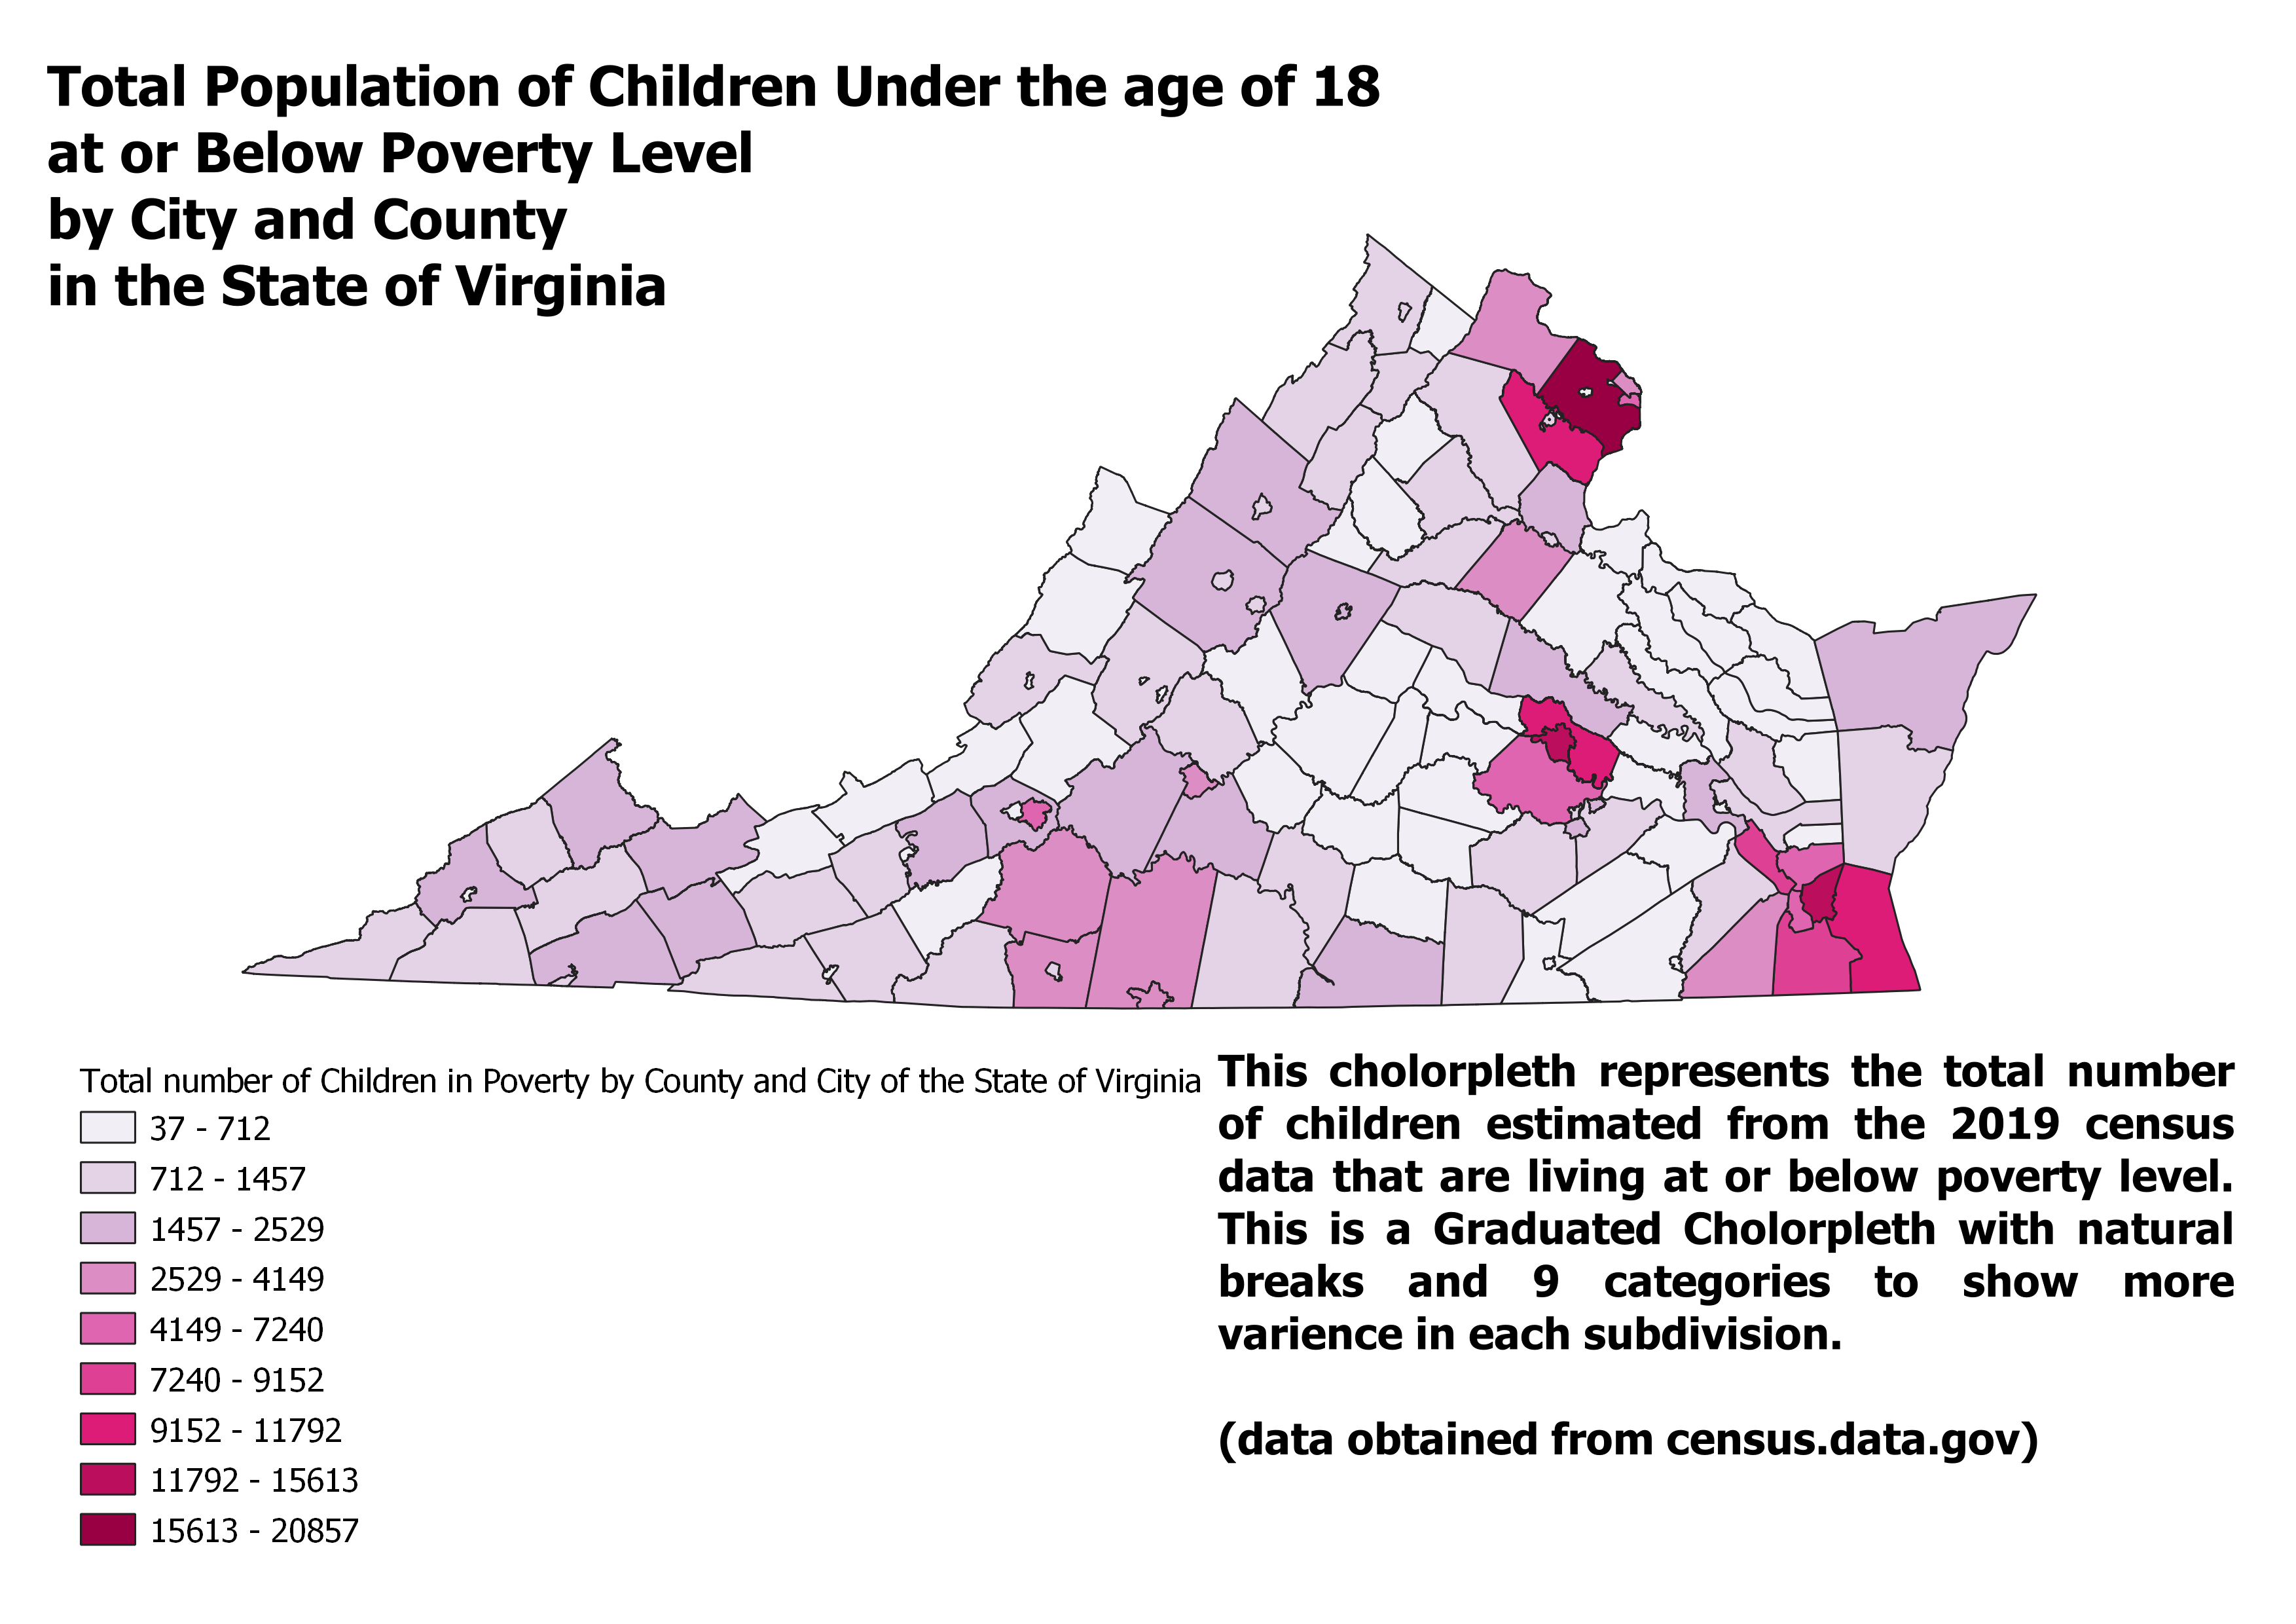 Total Population of Children Under the age of 18
at or Below Poverty Level
by City and County
in the State of Virginia
Total number of Children in Poverty by County and City of the State of Virginia
37 - 712
712 - 1457
1457 - 2529
2529 - 4149
4149 - 7240
7240 - 9152
9152 - 11792
11792 - 15613
15613 - 20857
This cholorpleth represents the total number
of children estimated from the 2019 census
data that are living at or below poverty level.
This is a Graduated Cholorpleth with natural
breaks and 9 categories to show more
varience in each subdivision.
(data obtained from census.data.gov)